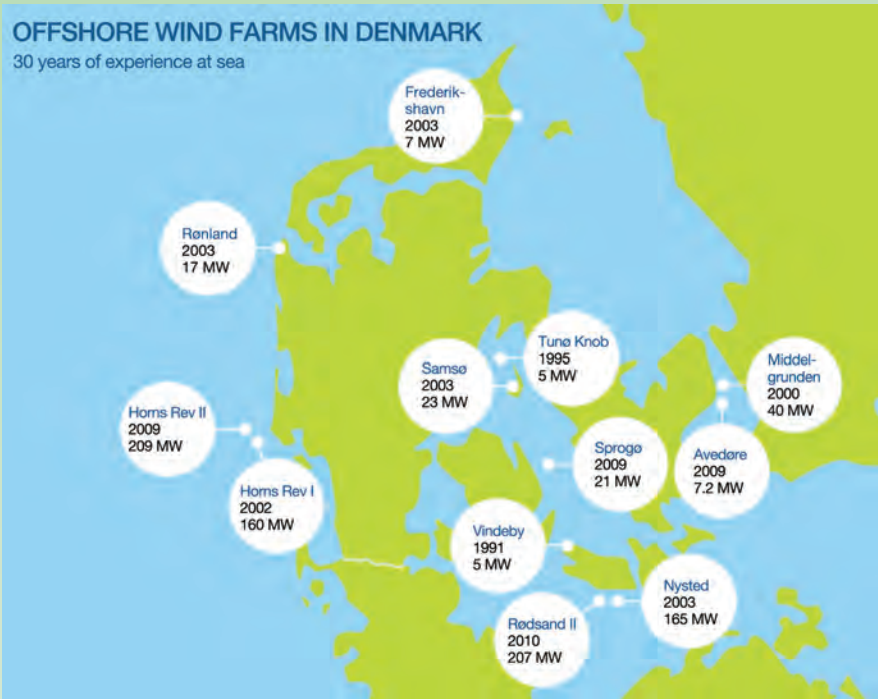 OFFSHORE WIND FARMS IN DENMARK
30 years of experience at sea
Frederik-
shavn
2003
7 MW
Rønland
2003
17 MW
Tunø Knob
1995
5 MW
Samsø
2003
23 MW
Middel-
grunden
2000
40 MW
Horns Rev II
2009
209 MW
Sprogø
2009
21 MW
Avedøre
2009
7.2 MW
Horns Rev I
2002
160 MW
Vindeby
1991
5 MW
Nysted
2003
165 MW
Rødsand II
2010
207 MW